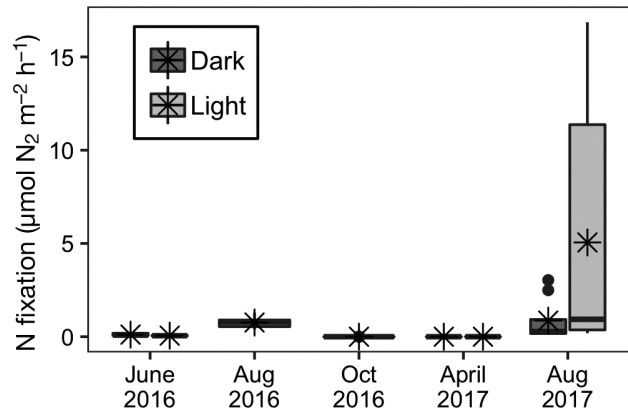 N fixation (μmol N₂ m⁻² h⁻¹)
15
10
5
0
Dark
Light
June 2016
Aug 2016
Oct 2016
April 2017
Aug 2017